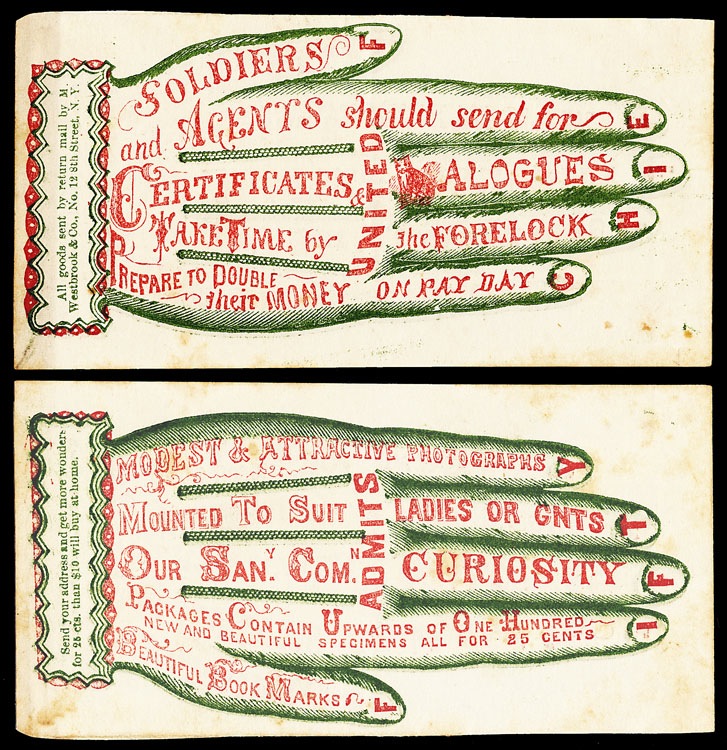 SOLDIERS
and AGENTS should send for
CERTIFICATES & ALOGUES
TAKE TIME by the FORELOCK
PREPARE TO DOUBLE
their MONEY ON PAY DAY
UNITED
F
E
I
H
C
All goods sent by return mail by M.
Westbrook & Co., No. 12 8th Street, N. Y.
MODEST & ATTRACTIVE PHOTOGRAPHS
MOUNTED TO SUIT LADIES OR GNTS
OUR SAN.Y COM.N CURIOSITY
PACKAGES CONTAIN UPWARDS OF ONE HUNDRED
NEW AND BEAUTIFUL SPECIMENS ALL FOR 25 CENTS
BEAUTIFUL BOOK MARKS
ADMITS
Y
T
F
I
F
Send your address and get more wonders
for 25 cts. than $10 will buy at home.